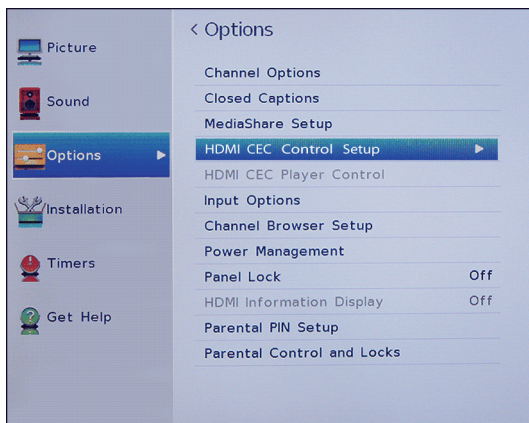 Picture
Sound
Options
Installation
Timers
Get Help
< Options
Channel Options
Closed Captions
MediaShare Setup
HDMI CEC Control Setup
HDMI CEC Player Control
Input Options
Channel Browser Setup
Power Management
Panel Lock Off
HDMI Information Display Off
Parental PIN Setup
Parental Control and Locks